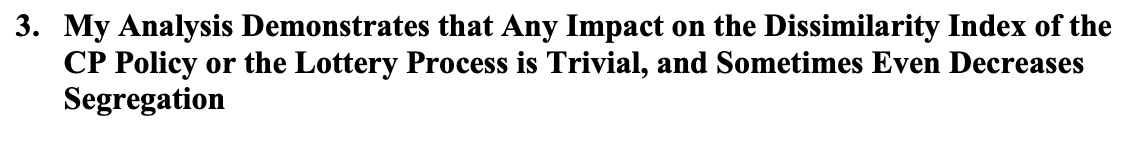 3. My Analysis Demonstrates that Any Impact on the Dissimilarity Index of the
CP Policy or the Lottery Process is Trivial, and Sometimes Even Decreases
Segregation